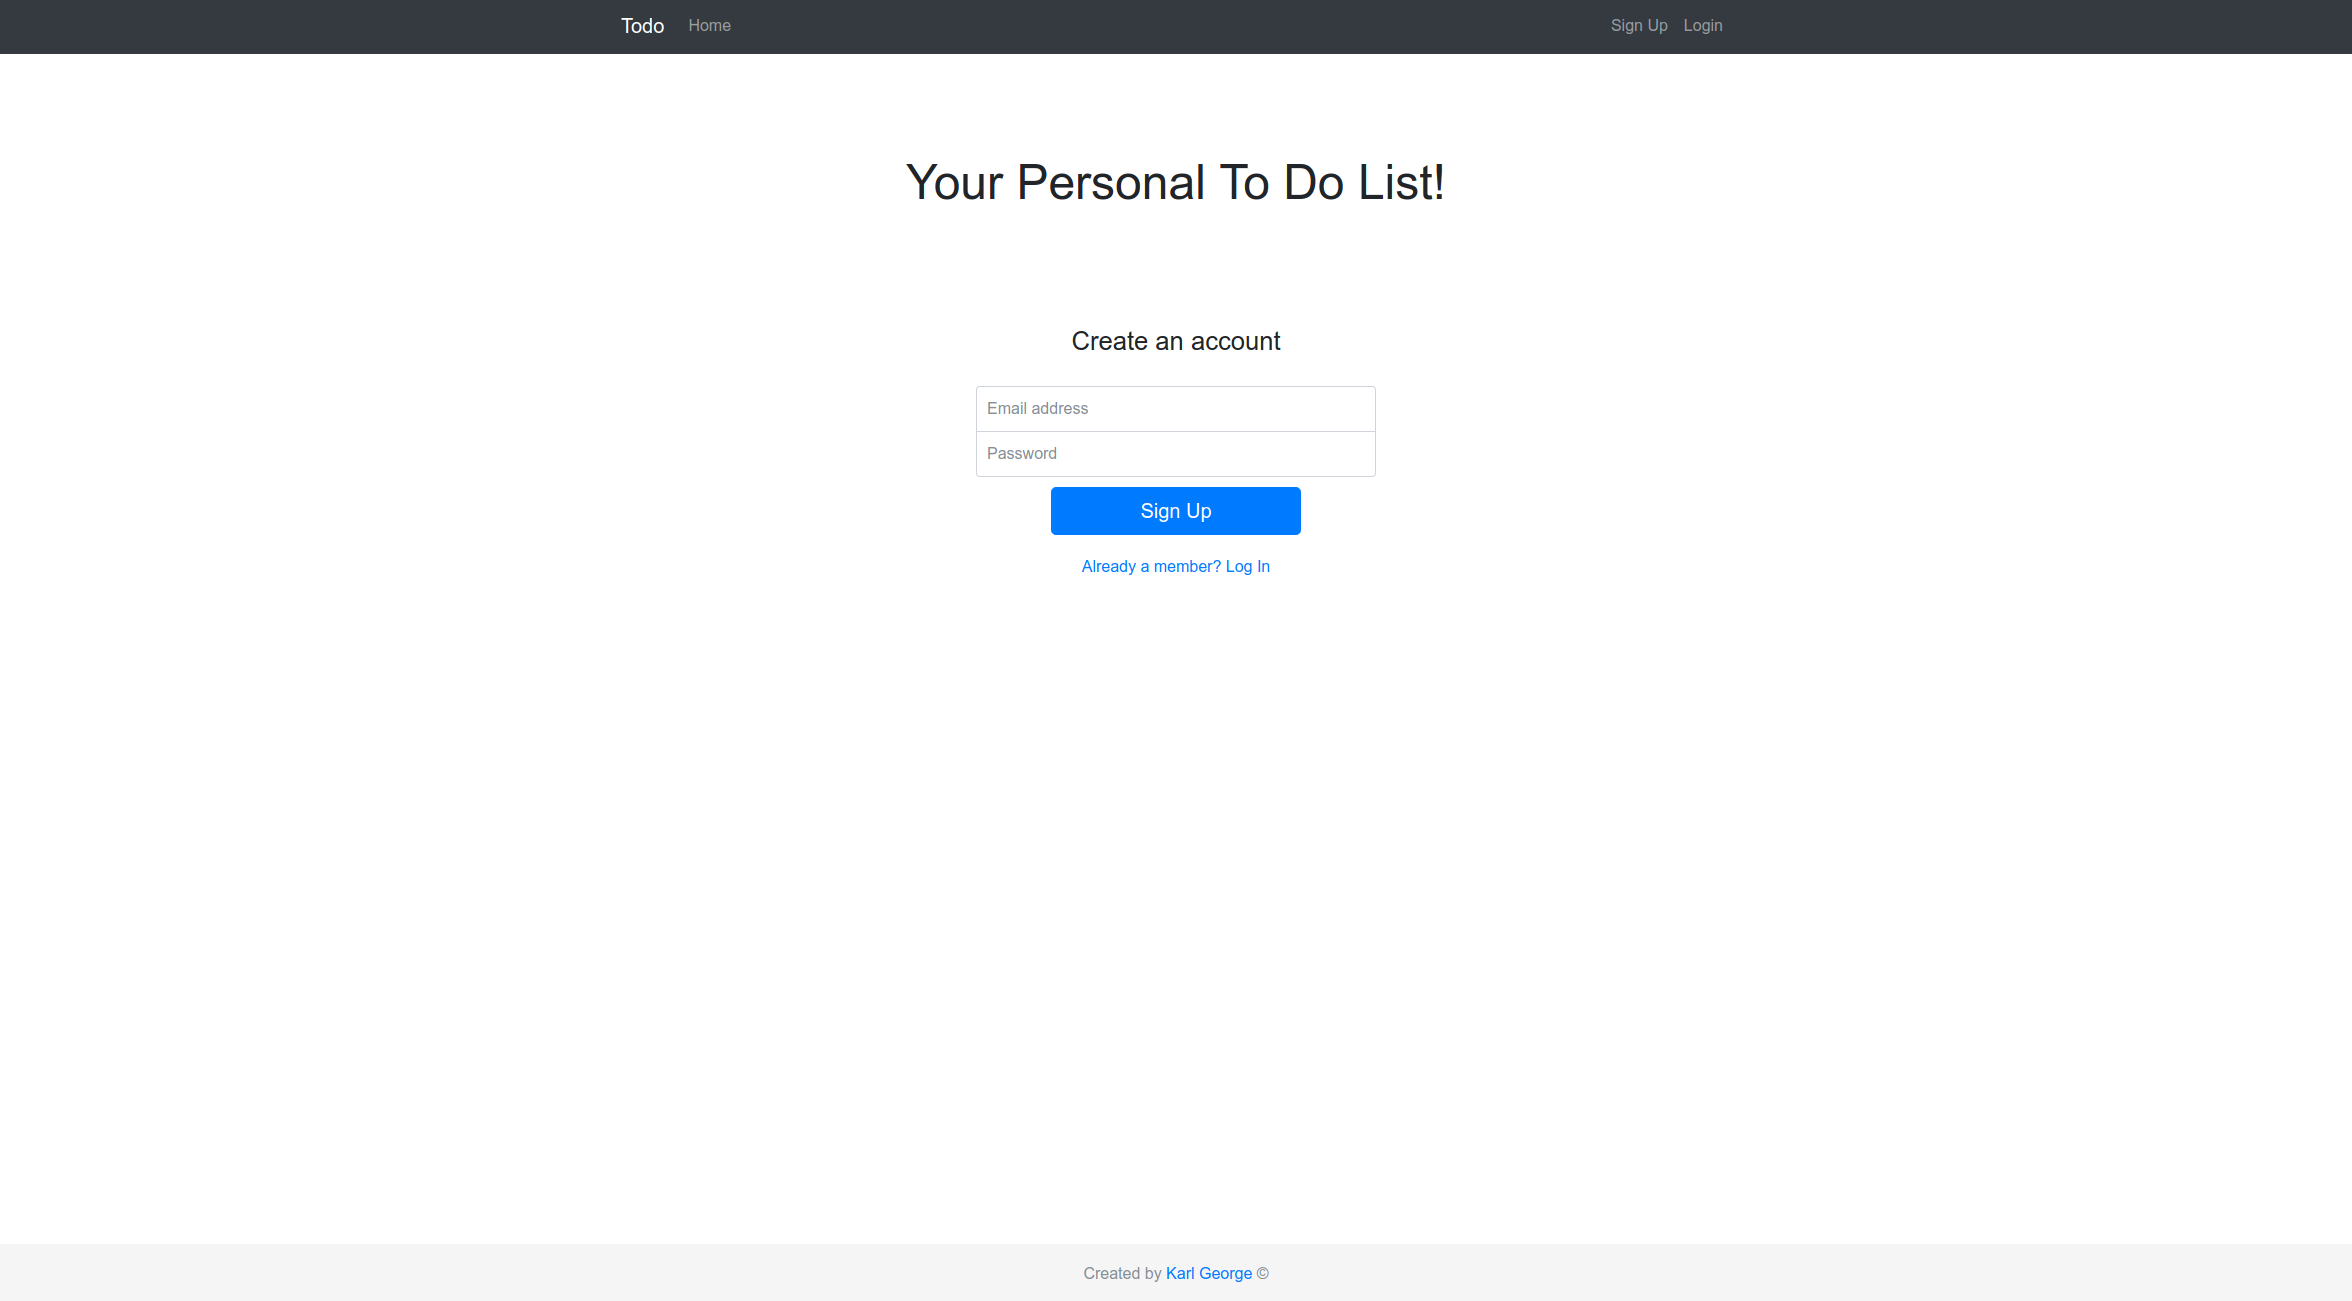 Todo Home Sign Up Login
Your Personal To Do List!
Create an account
Email address
Password
Sign Up
Already a member? Log In
Created by Karl George ©